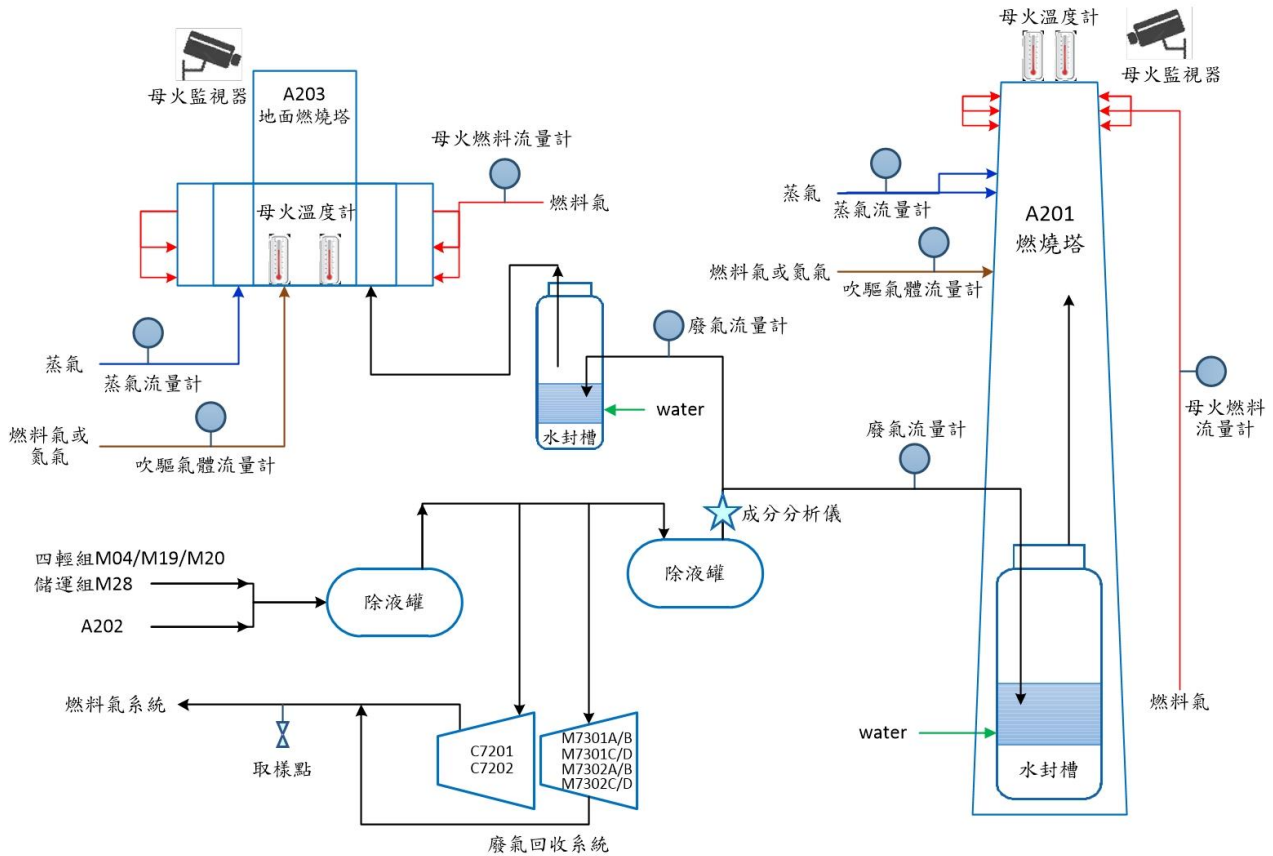 母火溫度計
母火監視器
A203
地面燃燒塔
母火監視器
母火燃料流量計
燃料氣
母火溫度計
蒸氣
蒸氣流量計
A201
燃燒塔
燃料氣或氮氣
吹驅氣體流量計
廢氣流量計
蒸氣
蒸氣流量計
water
水封槽
母火燃料
流量計
燃料氣或
氮氣
吹驅氣體流量計
廢氣流量計
成分分析儀
四輕組M04/M19/M20
儲運組M28
A202
除液罐
除液罐
燃料氣系統
取樣點
C7201
C7202
M7301A/B
M7301C/D
M7302A/B
M7302C/D
廢氣回收系統
燃料氣
water
水封槽